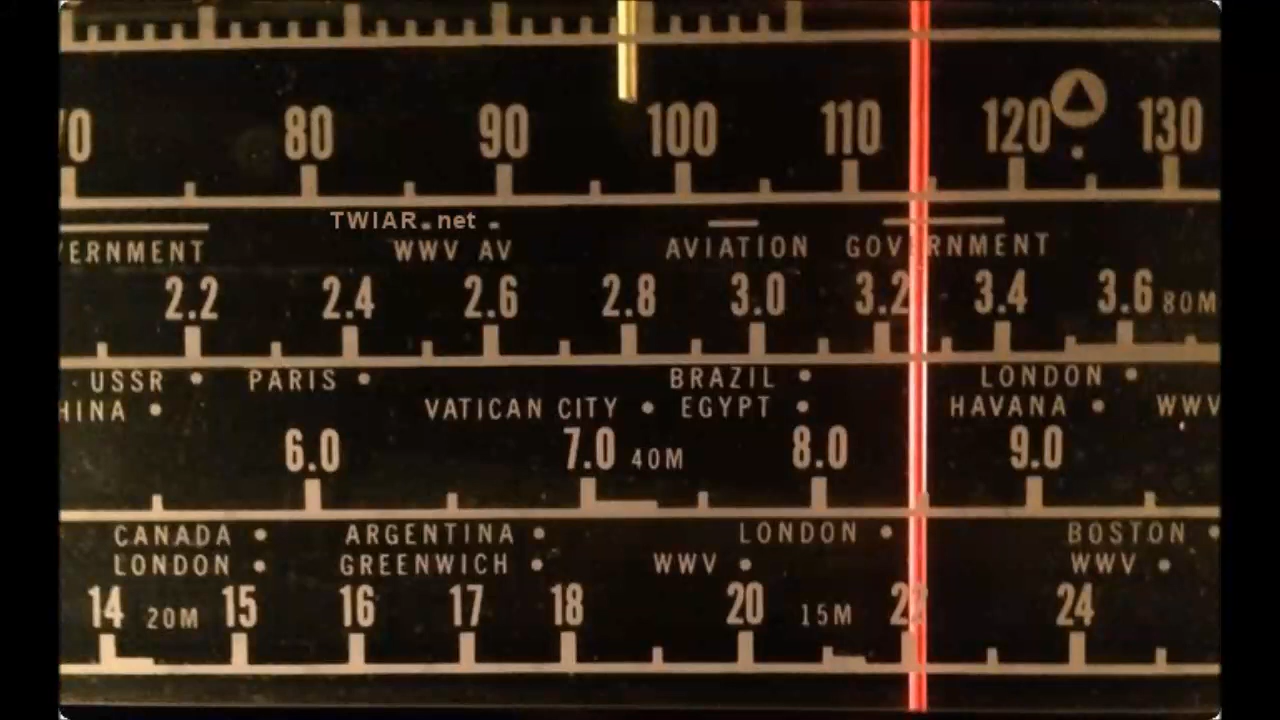 80 90 100 110 120 130
TWIAR.net
WWV AV AVIATION GOVERNMENT
2.2 2.4 2.6 2.8 3.0 3.2 3.4 3.6 80M
USSR PARIS BRAZIL LONDON
VATICAN CITY EGYPT HAVANA WWV
6.0 7.0 40M 8.0 9.0
CANADA ARGENTINA LONDON BOSTON
LONDON GREENWICH WWV WWV
14 20M 15 16 17 18 20 15M 22 24